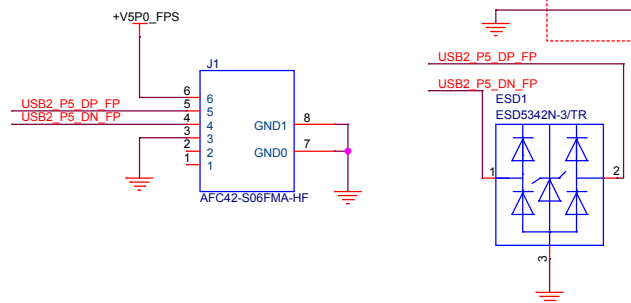 +V5P0_FPS
J1
6 6
USB2_P5_DP_FP 5 5
USB2_P5_DN_FP 4 4 GND1 8
3 3
2 2 GND0 7
1 1
AFC42-S06FMA-HF
USB2_P5_DP_FP
USB2_P5_DN_FP
ESD1
ESD5342N-3/TR
1 2
3